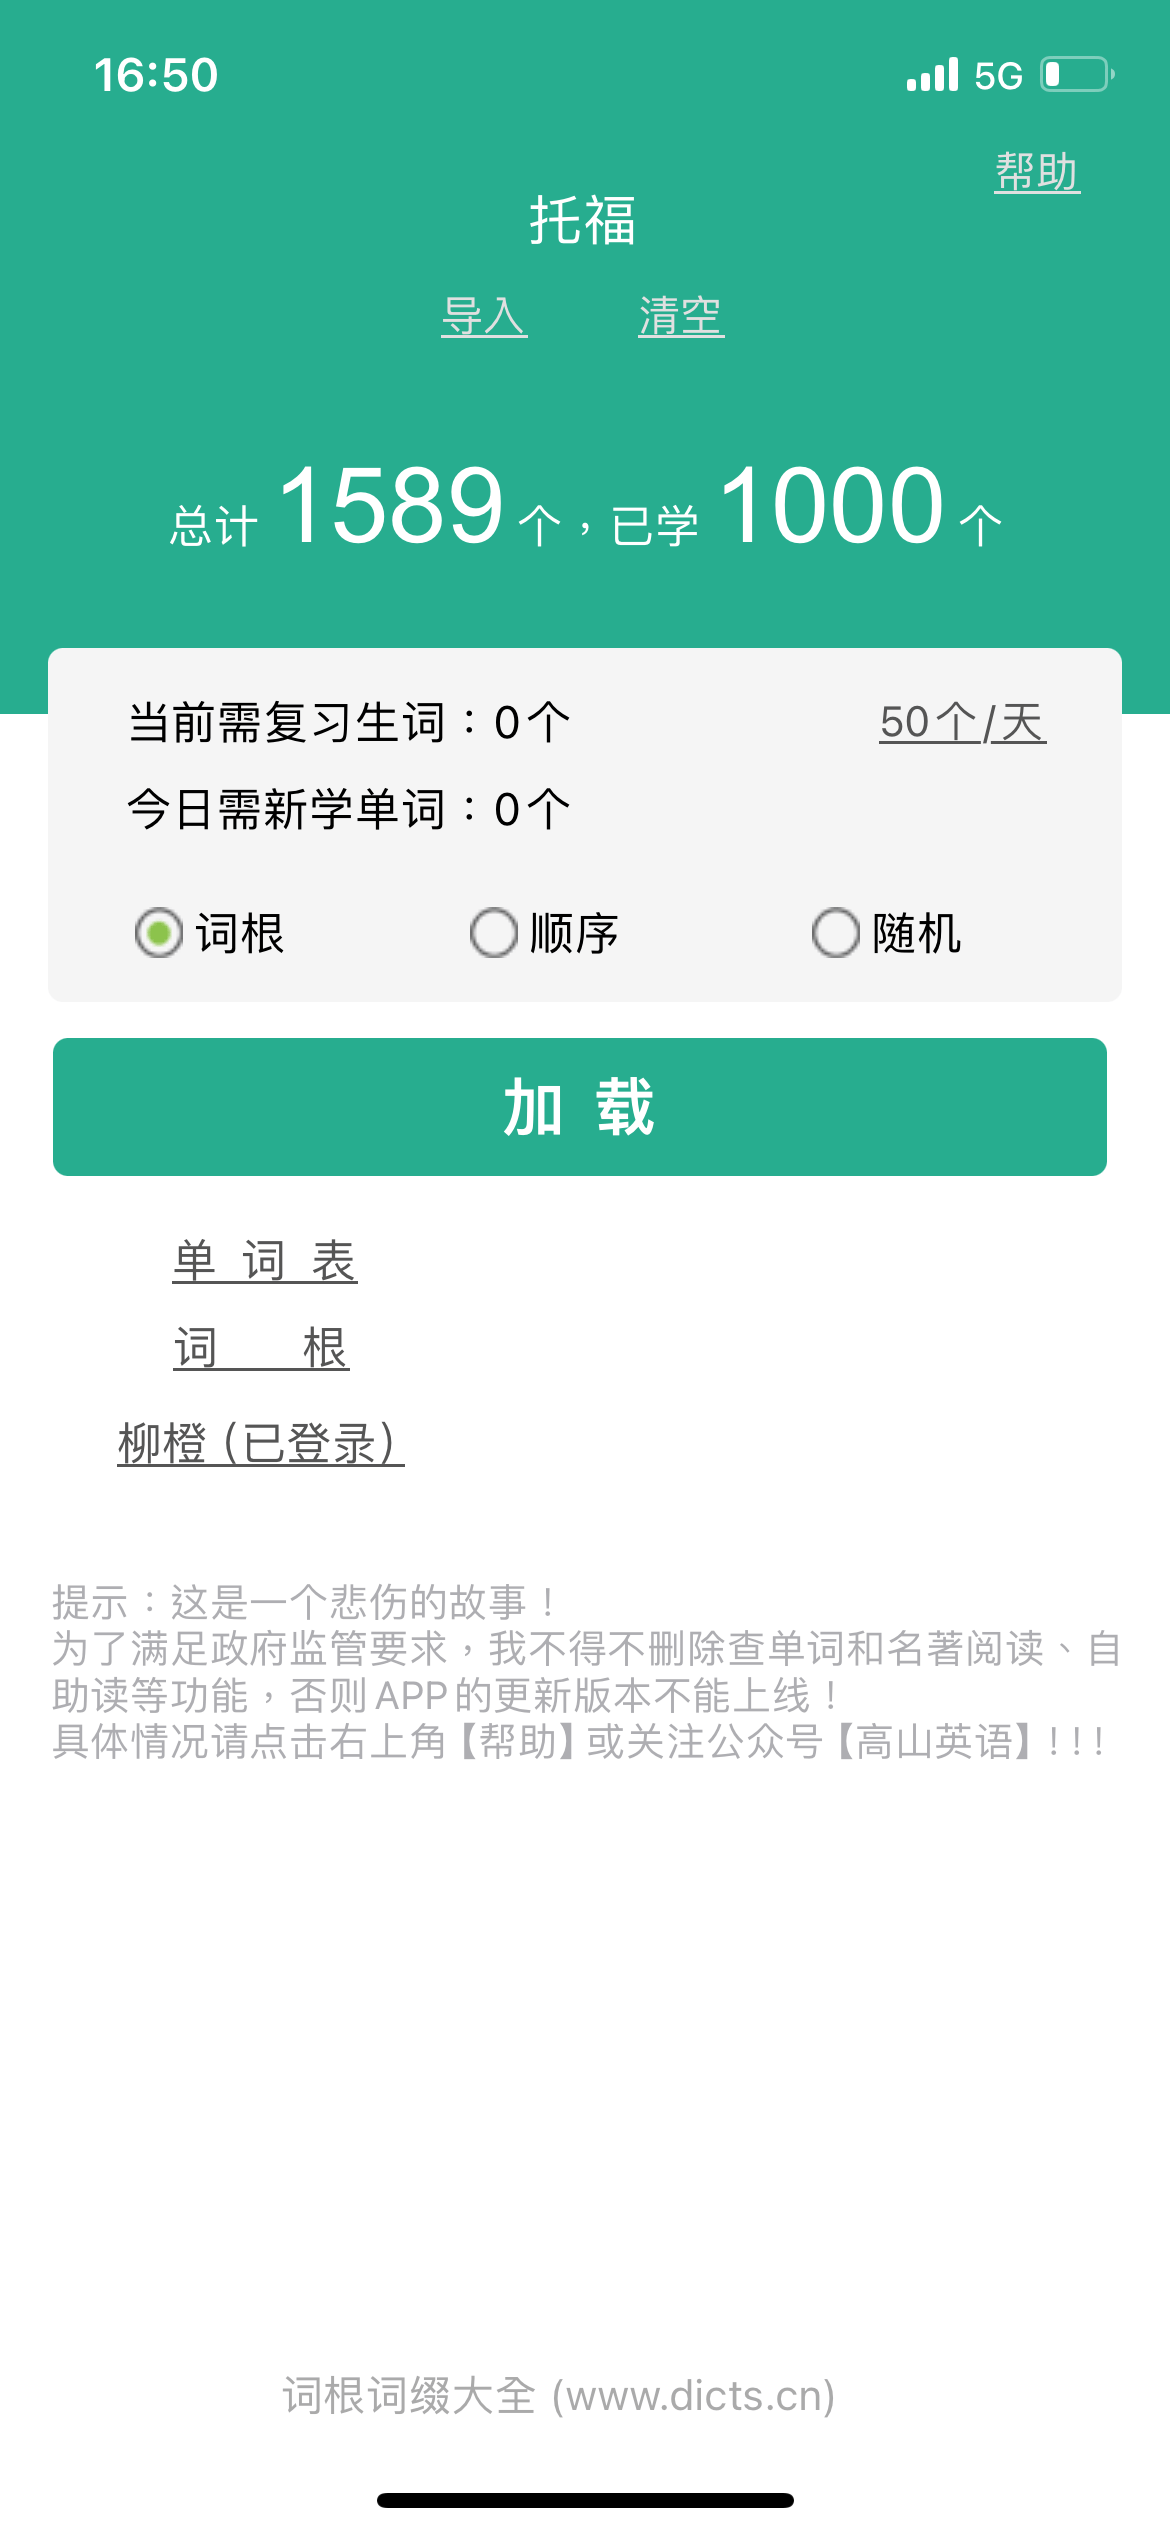 16:50 5G
帮助
托福
导入 清空
总计 1589 个，已学 1000 个
当前需复习生词：0个 50个/天
今日需新学单词：0个
词根 顺序 随机
加 载
单 词 表
词 根
柳橙 (已登录)
提示：这是一个悲伤的故事！
为了满足政府监管要求，我不得不删除查单词和名著阅读、自
助读等功能，否则APP的更新版本不能上线！
具体情况请点击右上角【帮助】或关注公众号【高山英语】！！！
词根词缀大全 (www.dicts.cn)